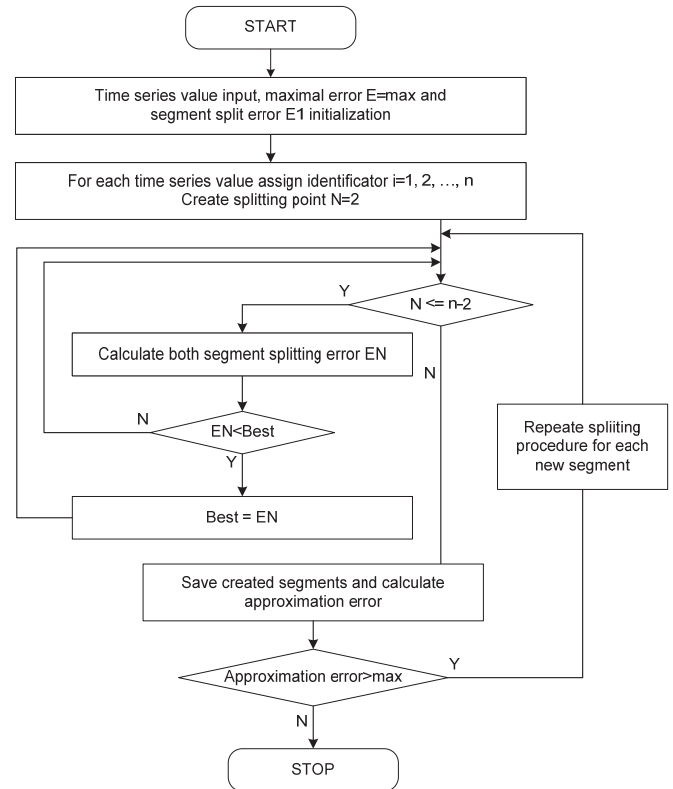 START
Time series value input, maximal error E=max and
segment split error E1 initialization
For each time series value assign identificator i=1, 2, …, n
Create splitting point N=2
Y
N <= n-2
Calculate both segment splitting error EN
N
N
EN<Best
Y
Repeate spliiting
procedure for each
new segment
Best = EN
Save created segments and calculate
approximation error
Approximation error>max
Y
N
STOP